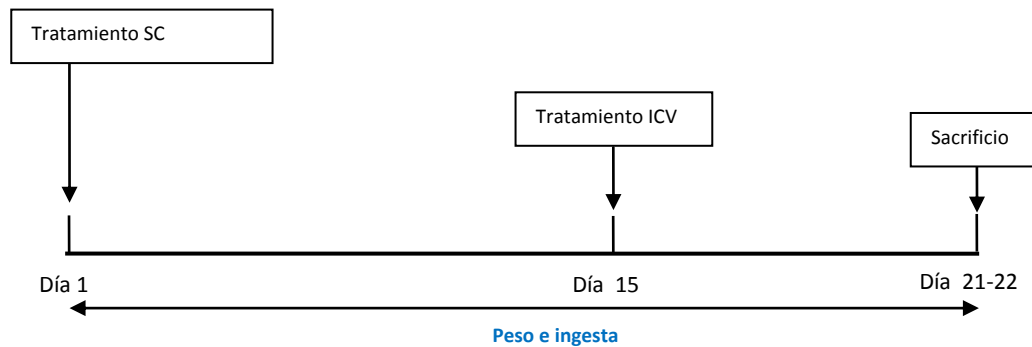 Tratamiento SC
Tratamiento ICV
Sacrificio
Día 1
Día 15
Día 21-22
Peso e ingesta